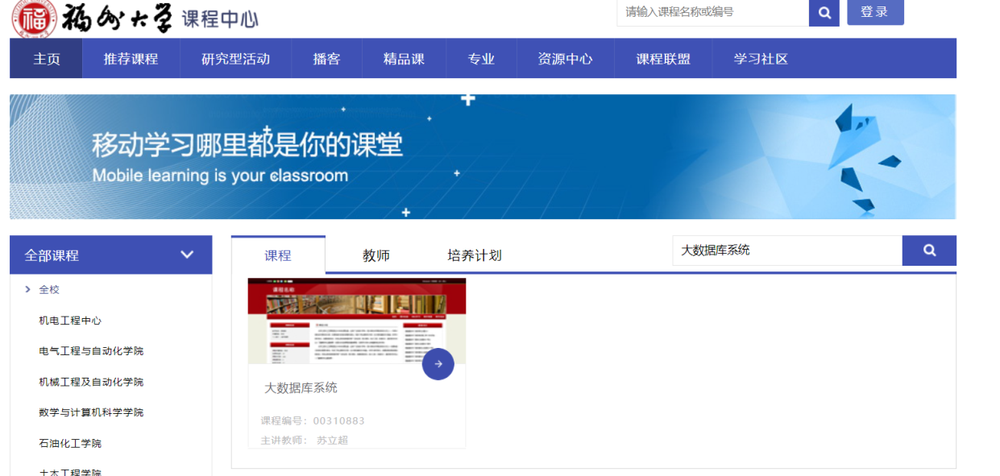 福
福州大学 课程中心
请输入课程名称或编号
登录
主页 推荐课程 研究型活动 播客 精品课 专业 资源中心 课程联盟 学习社区
移动学习哪里都是你的课堂
Mobile learning is your classroom
全部课程
课程 教师 培养计划
大数据库系统
全校
机电工程中心
电气工程与自动化学院
机械工程及自动化学院
数学与计算机科学学院
石油化工学院
土木工程学院
课程名称
大数据库系统
课程编号：00310883
主讲教师： 苏立超